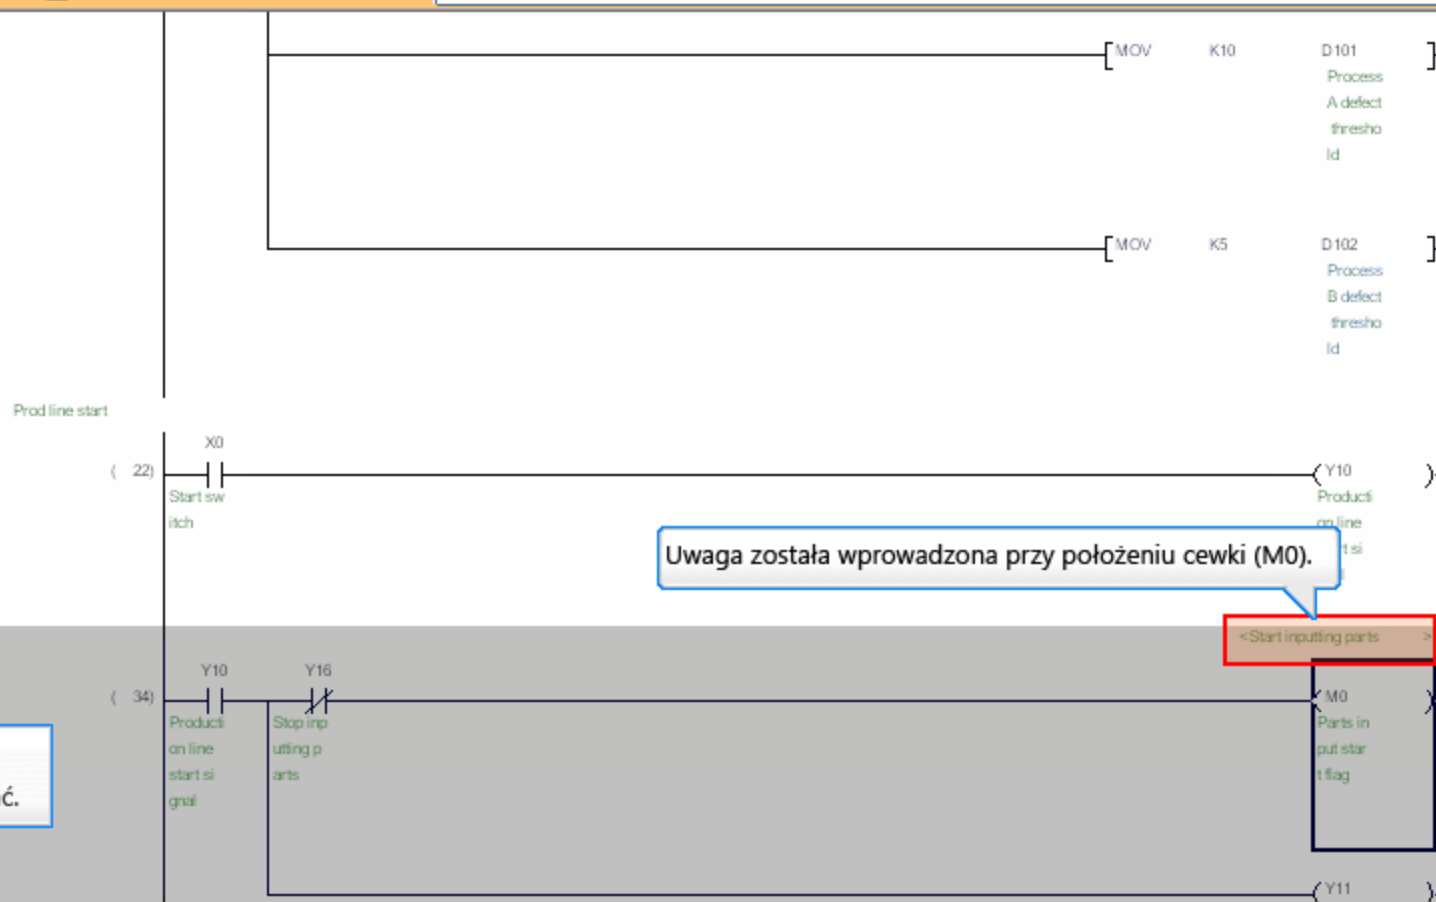 MOV K10 D101
Process
A defect
thresho
ld
MOV K5 D102
Process
B defect
thresho
ld
Prod line start
X0
( 22)
Y10
Start sw
itch
Producti
on line
t si
Uwaga została wprowadzona przy położeniu cewki (M0).
<Start inputting parts >
Y10 Y16
( 34)
M0
Producti
on line
start si
gnal
Stop inp
utting p
arts
Parts in
put star
t flag
ć.
Y11